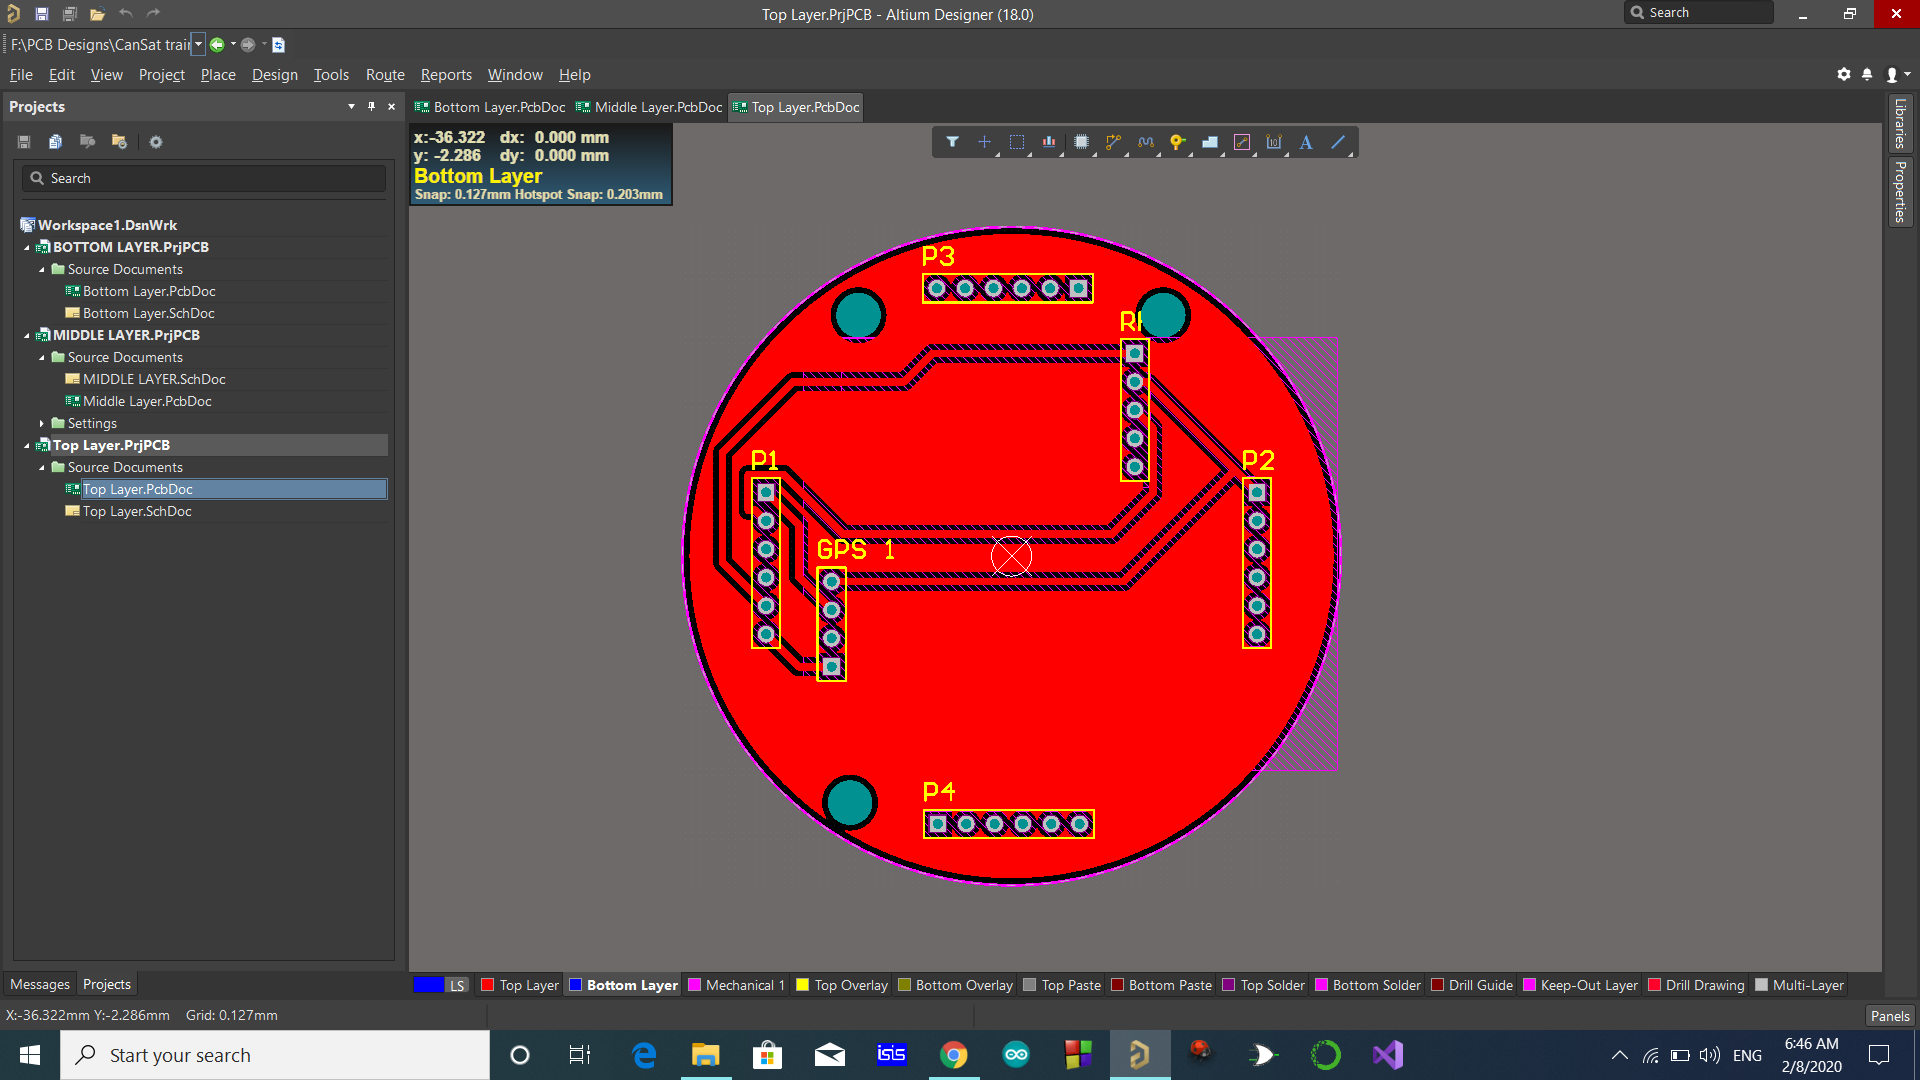 Top Layer.PrjPCB - Altium Designer (18.0)
Search
F:\PCB Designs\CanSat trair
File Edit View Project Place Design Tools Route Reports Window Help
Projects
Bottom Layer.PcbDoc Middle Layer.PcbDoc Top Layer.PcbDoc
Libraries
Properties
x:-36.322 dx: 0.000 mm
y: -2.286 dy: 0.000 mm
Bottom Layer
Snap: 0.127mm Hotspot Snap: 0.203mm
Search
Workspace1.DsnWrk
BOTTOM LAYER.PrjPCB
Source Documents
Bottom Layer.PcbDoc
Bottom Layer.SchDoc
MIDDLE LAYER.PrjPCB
Source Documents
MIDDLE LAYER.SchDoc
Middle Layer.PcbDoc
Settings
Top Layer.PrjPCB
Source Documents
Top Layer.PcbDoc
Top Layer.SchDoc
P3
P1
P2
GPS 1
P4
Messages Projects
LS Top Layer Bottom Layer Mechanical 1 Top Overlay Bottom Overlay Top Paste Bottom Paste Top Solder Bottom Solder Drill Guide Keep-Out Layer Drill Drawing Multi-Layer
X:-36.322mm Y:-2.286mm Grid: 0.127mm
Panels
Start your search
isis
ENG
6:46 AM
2/8/2020